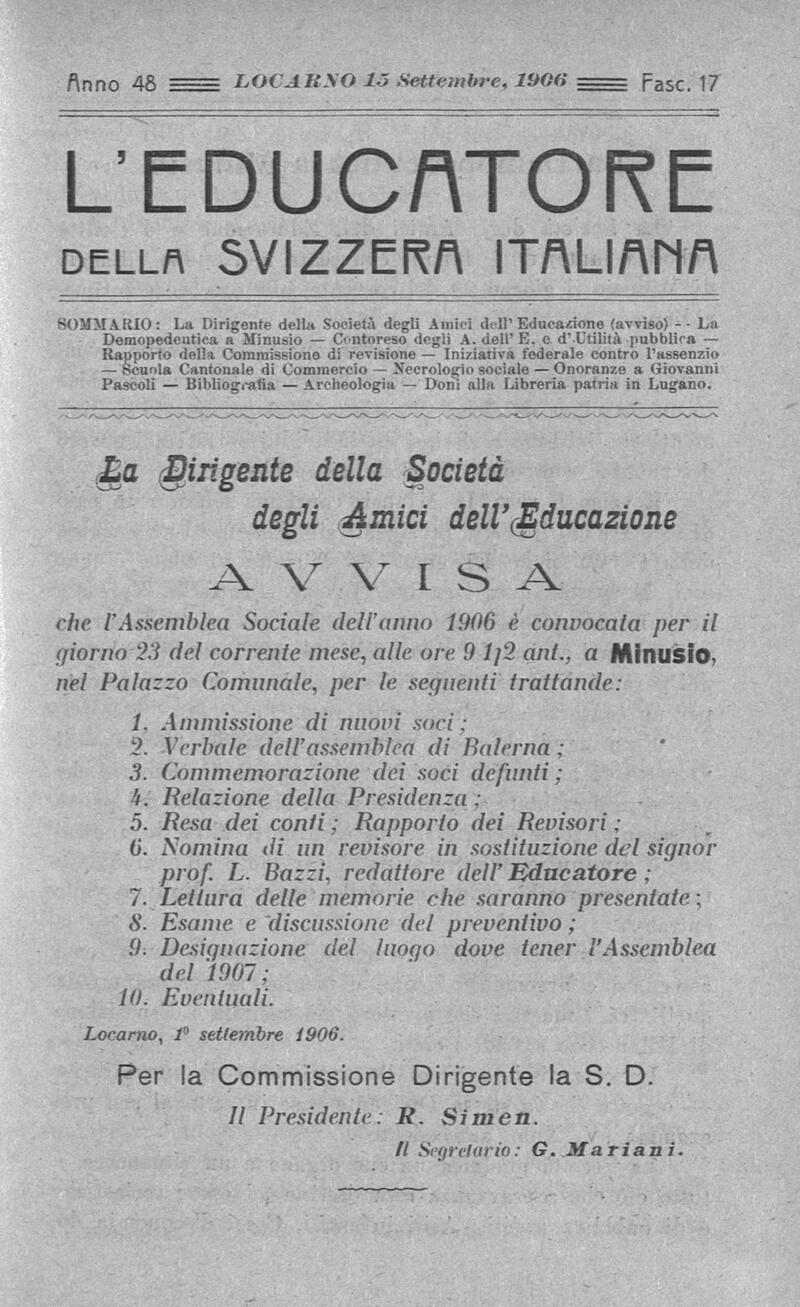 Anno 48 LOCARNO 15 Settembre, 1906 Fasc. 17
L'EDUCATORE
DELLA SVIZZERA ITALIANA
SOMMARIO: La Dirigente della Società degli Amici dell' Educazione (avviso) -- La
Demopedeutica a Minusio — Contoreso degli A. dell' E. e d'Utilità pubblica —
Rapporto della Commissione di revisione — Iniziativa federale contro l'assenzio
— Scuola Cantonale di Commercio — Necrologio sociale — Onoranze a Giovanni
Pascoli — Bibliografia — Archeologia — Doni alla Libreria patria in Lugano.
La Dirigente della Società
degli Amici dell'Educazione
AVVISA
che l'Assemblea Sociale dell'anno 1906 è convocata per il
giorno 23 del corrente mese, alle ore 9 1/2 ant., a Minusio,
nel Palazzo Comunale, per le seguenti trattande:
1. Ammissione di nuovi soci;
2. Verbale dell'assemblea di Balerna;
3. Commemorazione dei soci defunti;
4. Relazione della Presidenza;
5. Resa dei conti; Rapporto dei Revisori;
6. Nomina di un revisore in sostituzione del signor
prof. L. Bazzi, redattore dell' Educatore;
7. Lettura delle memorie che saranno presentate;
8. Esame e discussione del preventivo;
9. Designazione del luogo dove tener l'Assemblea
del 1907;
10. Eventuali.
Locarno, 1º settembre 1906.
Per la Commissione Dirigente la S. D.
Il Presidente: R. Simen.
Il Segretario: G. Mariani.